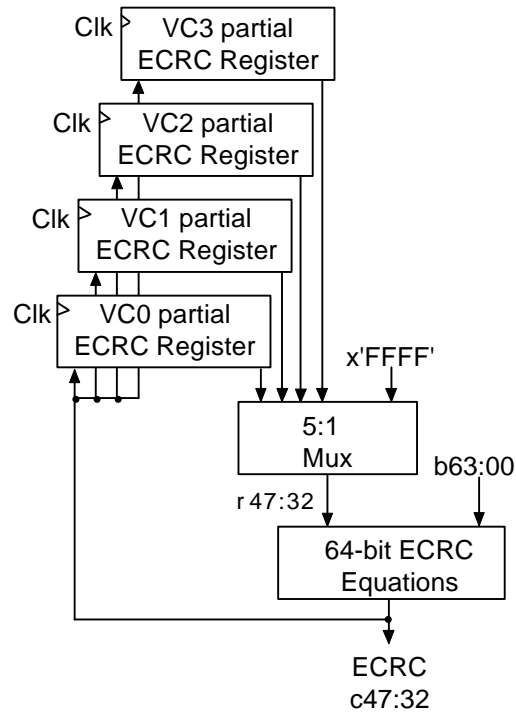 Clk
VC3 partial
ECRC Register
Clk
VC2 partial
ECRC Register
Clk
VC1 partial
ECRC Register
Clk
VC0 partial
ECRC Register
x'FFFF'
5:1
Mux
b63:00
r 47:32
64-bit ECRC
Equations
ECRC
c47:32